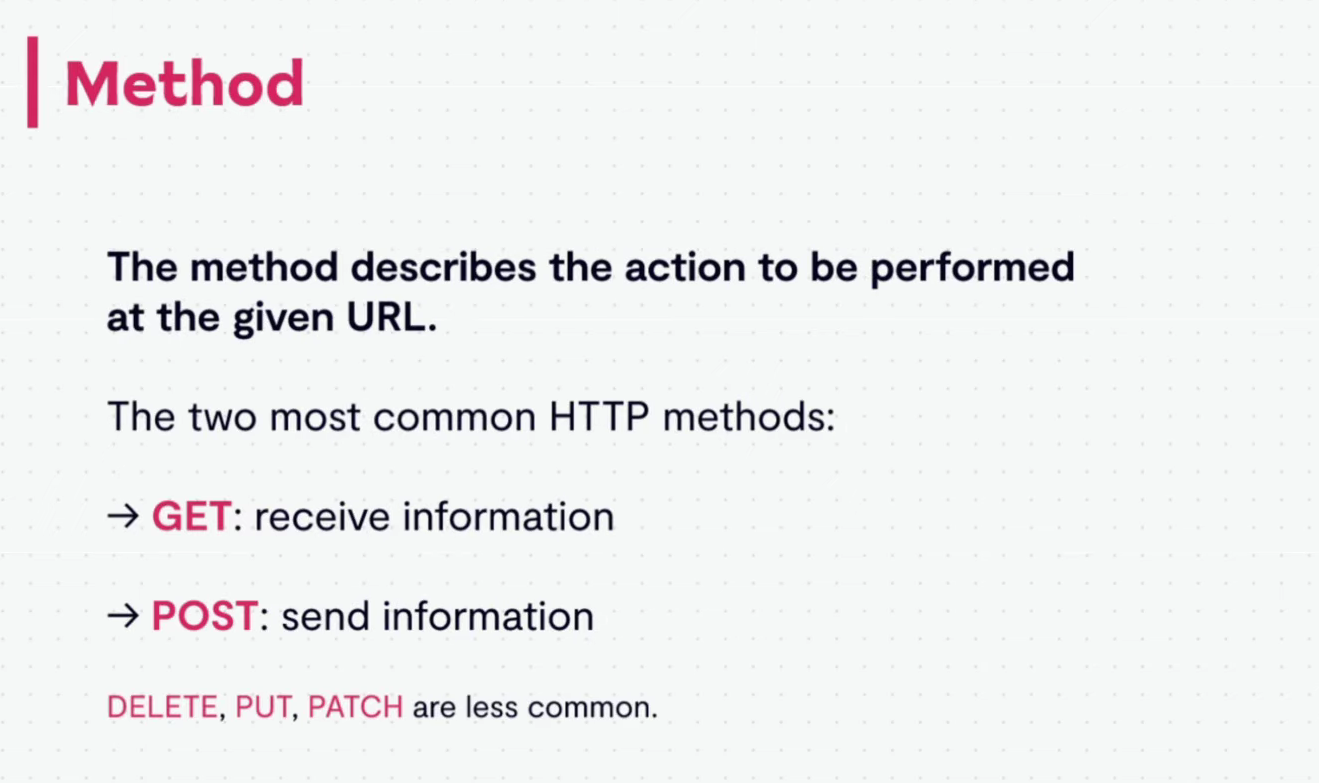 Method
The method describes the action to be performed
at the given URL.
The two most common HTTP methods:
→ GET: receive information
→ POST: send information
DELETE, PUT, PATCH are less common.